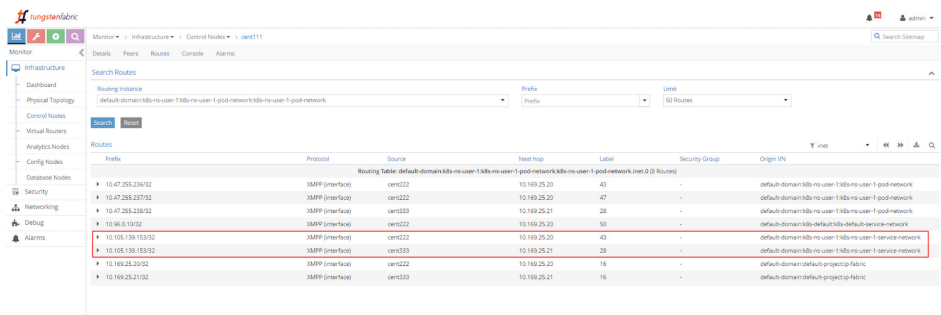 tungstenfabric
admin
Monitor > Infrastructure > Control Nodes > cent111
Search Sitemap
Monitor
Details Peers Routes Console Alarms
Infrastructure
Dashboard
Physical Topology
Control Nodes
Virtual Routers
Analytics Nodes
Config Nodes
Database Nodes
Security
Networking
Debug
Alarms
Search Routes
Routing Instance Prefix Limit
default-domain:k8s-ns-user-1:k8s-ns-user-1-pod-network:k8s-ns-user-1-pod-network Prefix 50 Routes
Search Reset
Routes inet
Prefix Protocol Source Next hop Label Security Group Origin VN
Routing Table: default-domain:k8s-ns-user-1:k8s-ns-user-1-pod-network:k8s-ns-user-1-pod-network.inet.0 (8 Routes)
10.47.255.236/32 XMPP (interface) cent222 10.169.25.20 43 - default-domain:k8s-ns-user-1:k8s-ns-user-1-pod-network
10.47.255.237/32 XMPP (interface) cent222 10.169.25.20 47 - default-domain:k8s-ns-user-1:k8s-ns-user-1-pod-network
10.47.255.238/32 XMPP (interface) cent333 10.169.25.21 28 - default-domain:k8s-ns-user-1:k8s-ns-user-1-pod-network
10.96.0.10/32 XMPP (interface) cent222 10.169.25.20 50 - default-domain:k8s-default:k8s-default-service-network
10.105.139.153/32 XMPP (interface) cent222 10.169.25.20 43 - default-domain:k8s-ns-user-1:k8s-ns-user-1-service-network
10.105.139.153/32 XMPP (interface) cent333 10.169.25.21 28 - default-domain:k8s-ns-user-1:k8s-ns-user-1-service-network
10.169.25.20/32 XMPP (interface) cent222 10.169.25.20 16 - default-domain:default-project:ip-fabric
10.169.25.21/32 XMPP (interface) cent333 10.169.25.21 16 - default-domain:default-project:ip-fabric